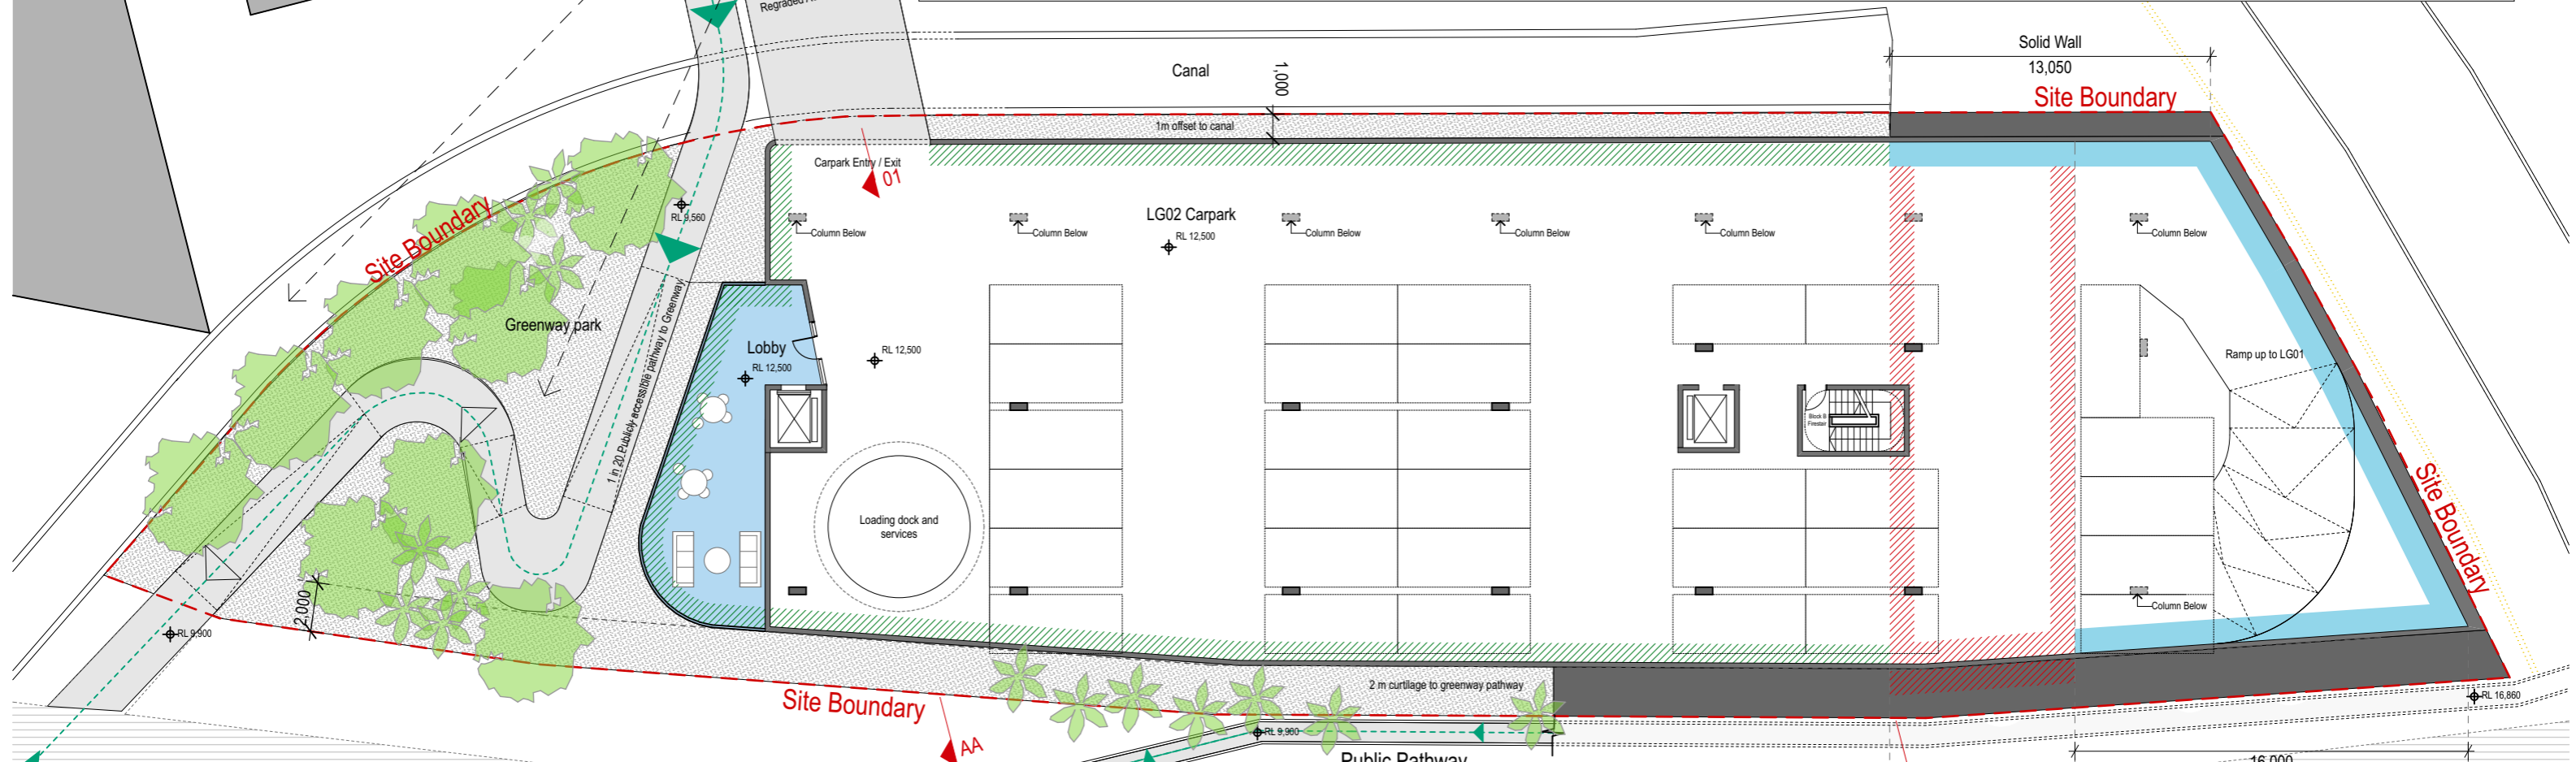 Regraded
Solid Wall
13,050
Canal
1,000
Site Boundary
1m offset to canal
Carpark Entry / Exit
01
LG02 Carpark
RL 12,500
RL 9,560
Column Below
Column Below
Column Below
Column Below
Column Below
Column Below
Site Boundary
Greenway park
1 in 20 Publicly accessible pathway to Greenway
Lobby
RL 12,500
RL 12,500
Ramp up to LG01
Block B
Firestair
Loading dock and
services
Site Boundary
Column Below
2,000
RL 9,900
Site Boundary
2 m curtilage to greenway pathway
RL 16,860
AA
RL 9,960
Public Pathway
16,000